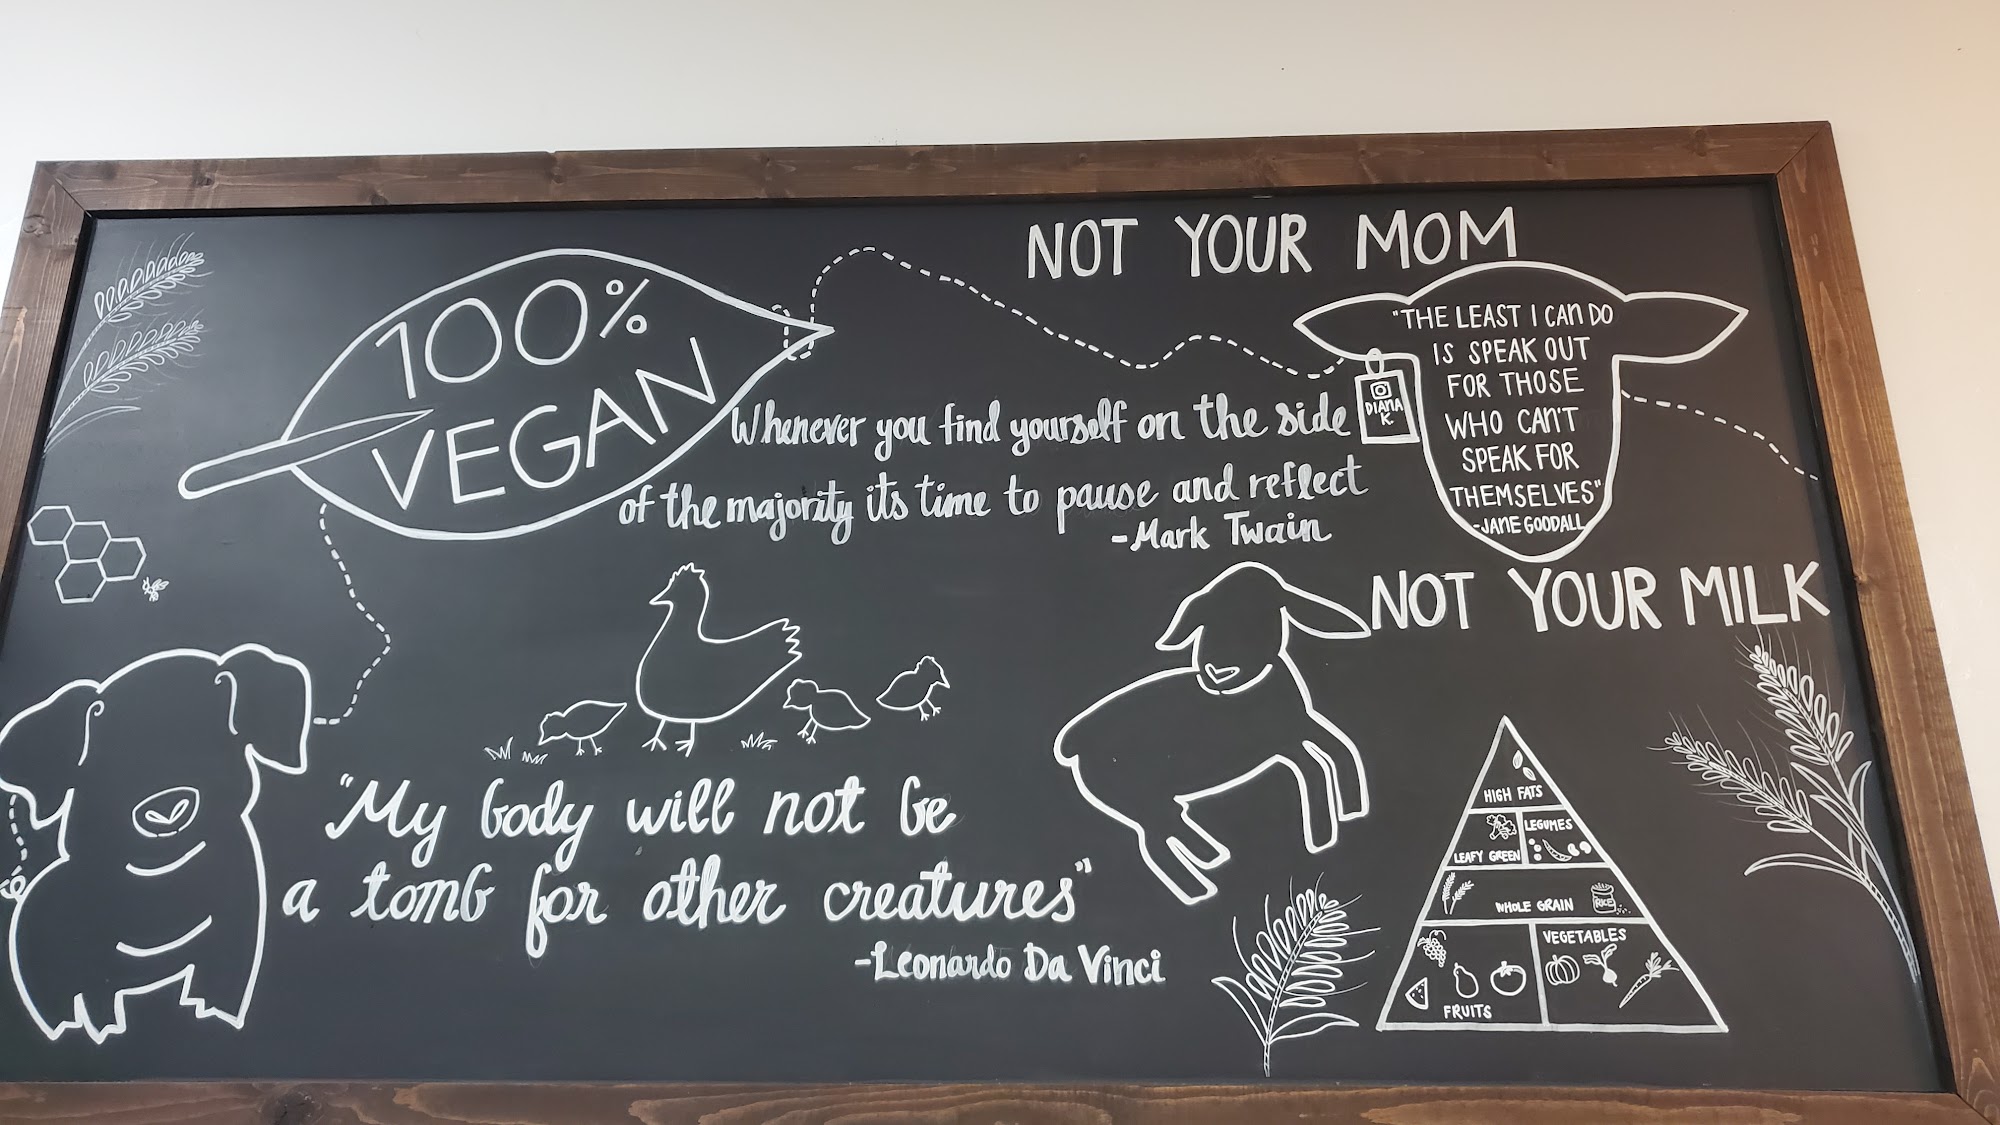 100%
VEGAN
NOT YOUR MOM
"THE LEAST I CAN DO
IS SPEAK OUT
FOR THOSE
WHO CAN'T
SPEAK FOR
THEMSELVES"
-JANE GOODALL
DIANA
K.
Whenever you find yourself on the side
of the majority its time to pause and reflect
-Mark Twain
NOT YOUR MILK
"My body will not be
a tomb for other creatures"
-Leonardo Da Vinci
HIGH FATS
LEAFY GREEN
LEGUMES
WHOLE GRAIN
RICE
FRUITS
VEGETABLES